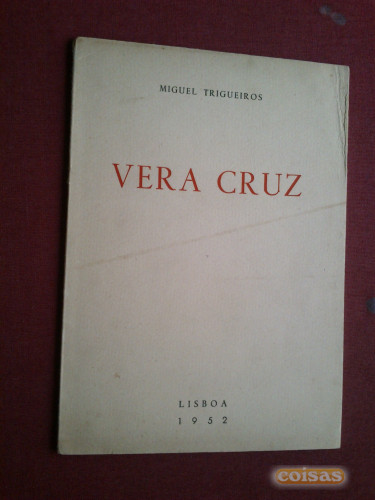 MIGUEL TRIGUEIROS
VERA CRUZ
LISBOA
1952
coisas